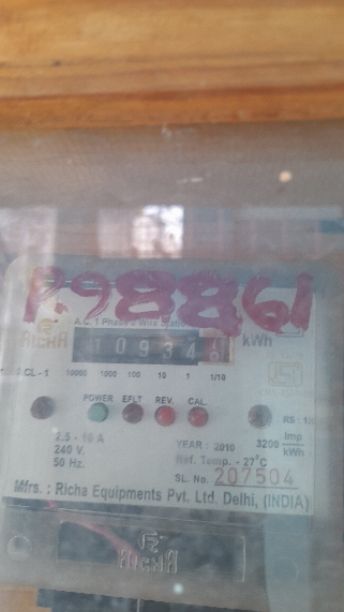 P.98861
A.C. 1 Phase 2 Wire Static
RICHA
kWh
10934
CL - 1 10000 1000 100 10 1 1/10
POWER EFLT REV. CAL.
2.5 - 10 A
240 V.
50 Hz.
YEAR : 2010 3200 Imp/kWh
Ref. Temp. - 27°C
SL. No. 207504
Mfrs. : Richa Equipments Pvt. Ltd. Delhi, (INDIA)
RICHA